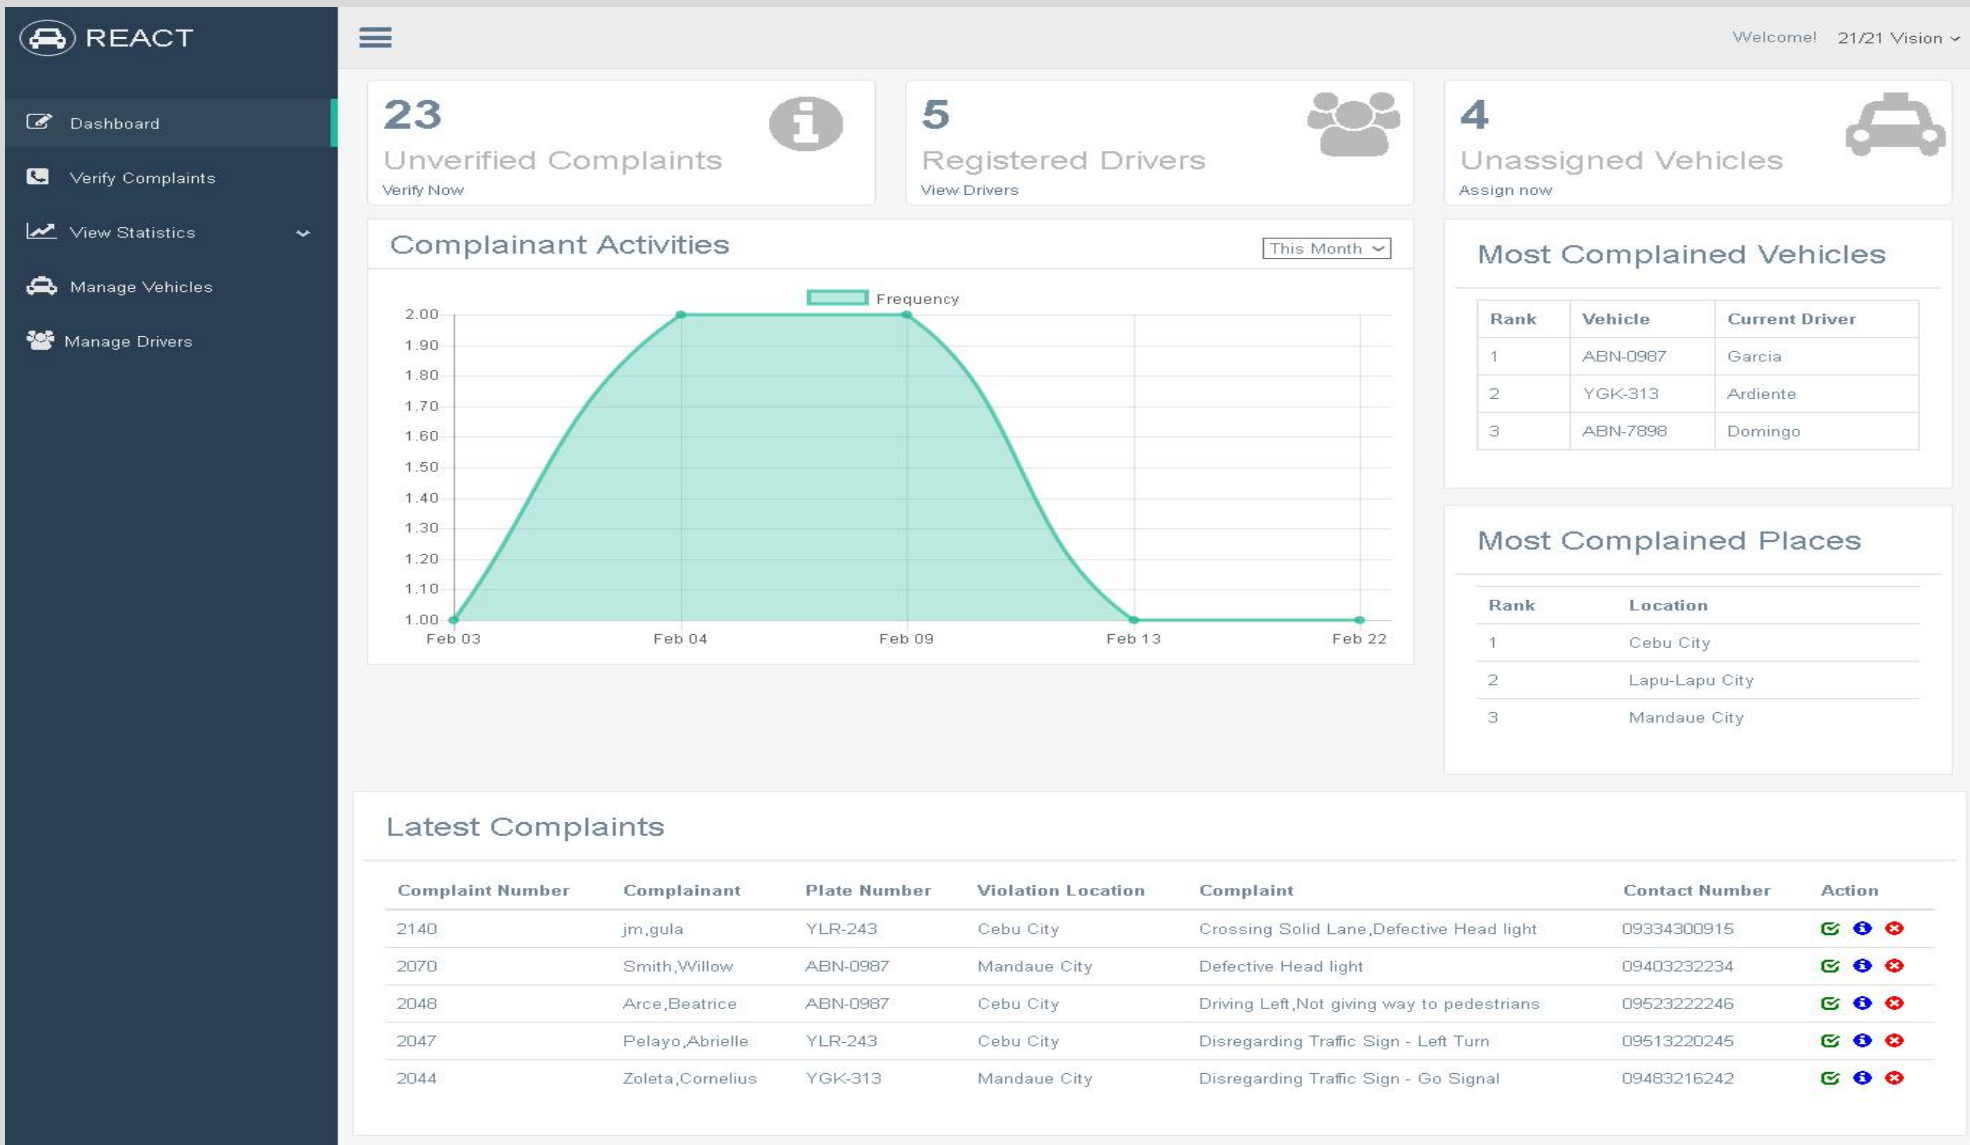 REACT
Welcome! 21/21 Vision
Dashboard
Verify Complaints
View Statistics
Manage Vehicles
Manage Drivers
23
Unverified Complaints
Verify Now
5
Registered Drivers
View Drivers
4
Unassigned Vehicles
Assign now
Complainant Activities
This Month
Frequency
2.00
1.90
1.80
1.70
1.60
1.50
1.40
1.30
1.20
1.10
1.00
Feb 03 Feb 04 Feb 09 Feb 13 Feb 22
Most Complained Vehicles
Rank Vehicle Current Driver
1 ABN-0987 Garcia
2 YGK-313 Ardiente
3 ABN-7898 Domingo
Most Complained Places
Rank Location
1 Cebu City
2 Lapu-Lapu City
3 Mandaue City
Latest Complaints
Complaint Number Complainant Plate Number Violation Location Complaint Contact Number Action
2140 jm,gula YLR-243 Cebu City Crossing Solid Lane,Defective Head light 09334300915
2070 Smith,Willow ABN-0987 Mandaue City Defective Head light 09403232234
2048 Arce,Beatrice ABN-0987 Cebu City Driving Left,Not giving way to pedestrians 09523222246
2047 Pelayo,Abrielle YLR-243 Cebu City Disregarding Traffic Sign - Left Turn 09513220245
2044 Zoleta,Cornelius YGK-313 Mandaue City Disregarding Traffic Sign - Go Signal 09483216242